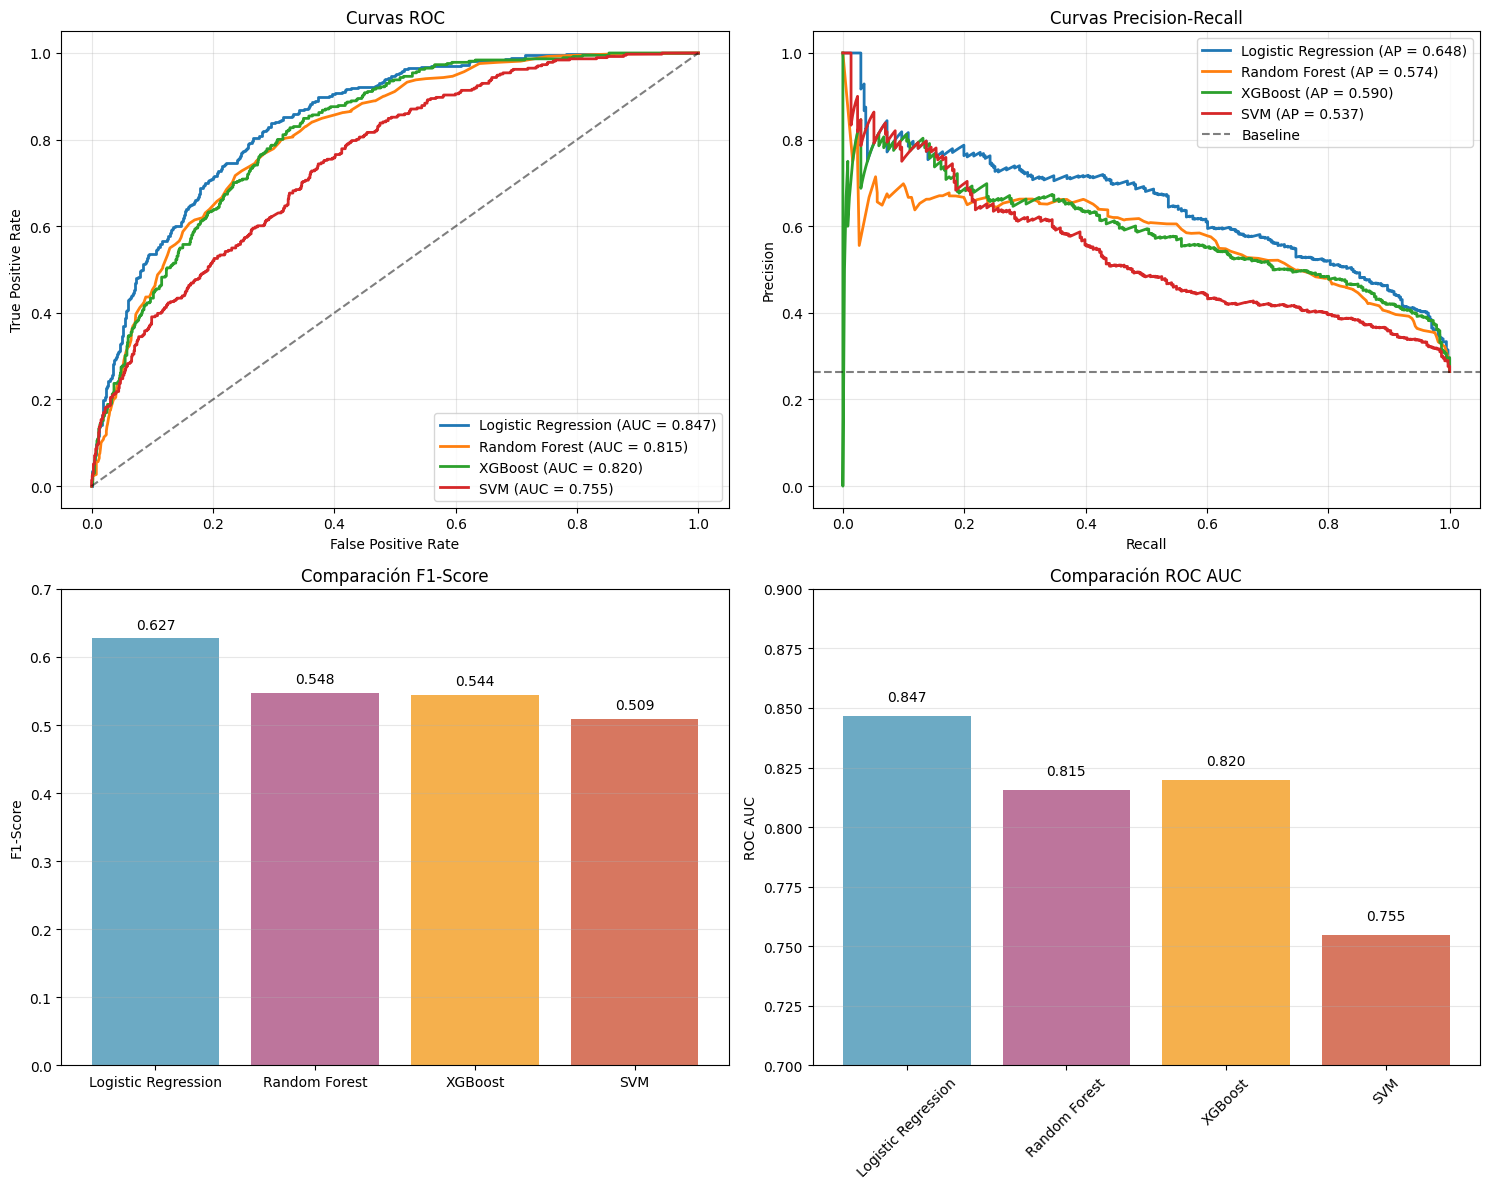 Curvas ROC
True Positive Rate
1.0
0.8
0.6
0.4
0.2
0.0
Logistic Regression (AUC = 0.847)
Random Forest (AUC = 0.815)
XGBoost (AUC = 0.820)
SVM (AUC = 0.755)
0.0 0.2 0.4 0.6 0.8 1.0
False Positive Rate
Curvas Precision-Recall
Precision
1.0
0.8
0.6
0.4
0.2
0.0
Logistic Regression (AP = 0.648)
Random Forest (AP = 0.574)
XGBoost (AP = 0.590)
SVM (AP = 0.537)
Baseline
0.0 0.2 0.4 0.6 0.8 1.0
Recall
Comparación F1-Score
F1-Score
0.7
0.6
0.5
0.4
0.3
0.2
0.1
0.0
0.627
0.548
0.544
0.509
Logistic Regression Random Forest XGBoost SVM
Comparación ROC AUC
ROC AUC
0.900
0.875
0.850
0.825
0.800
0.775
0.750
0.725
0.700
0.847
0.815
0.820
0.755
Logistic Regression
Random Forest
XGBoost
SVM